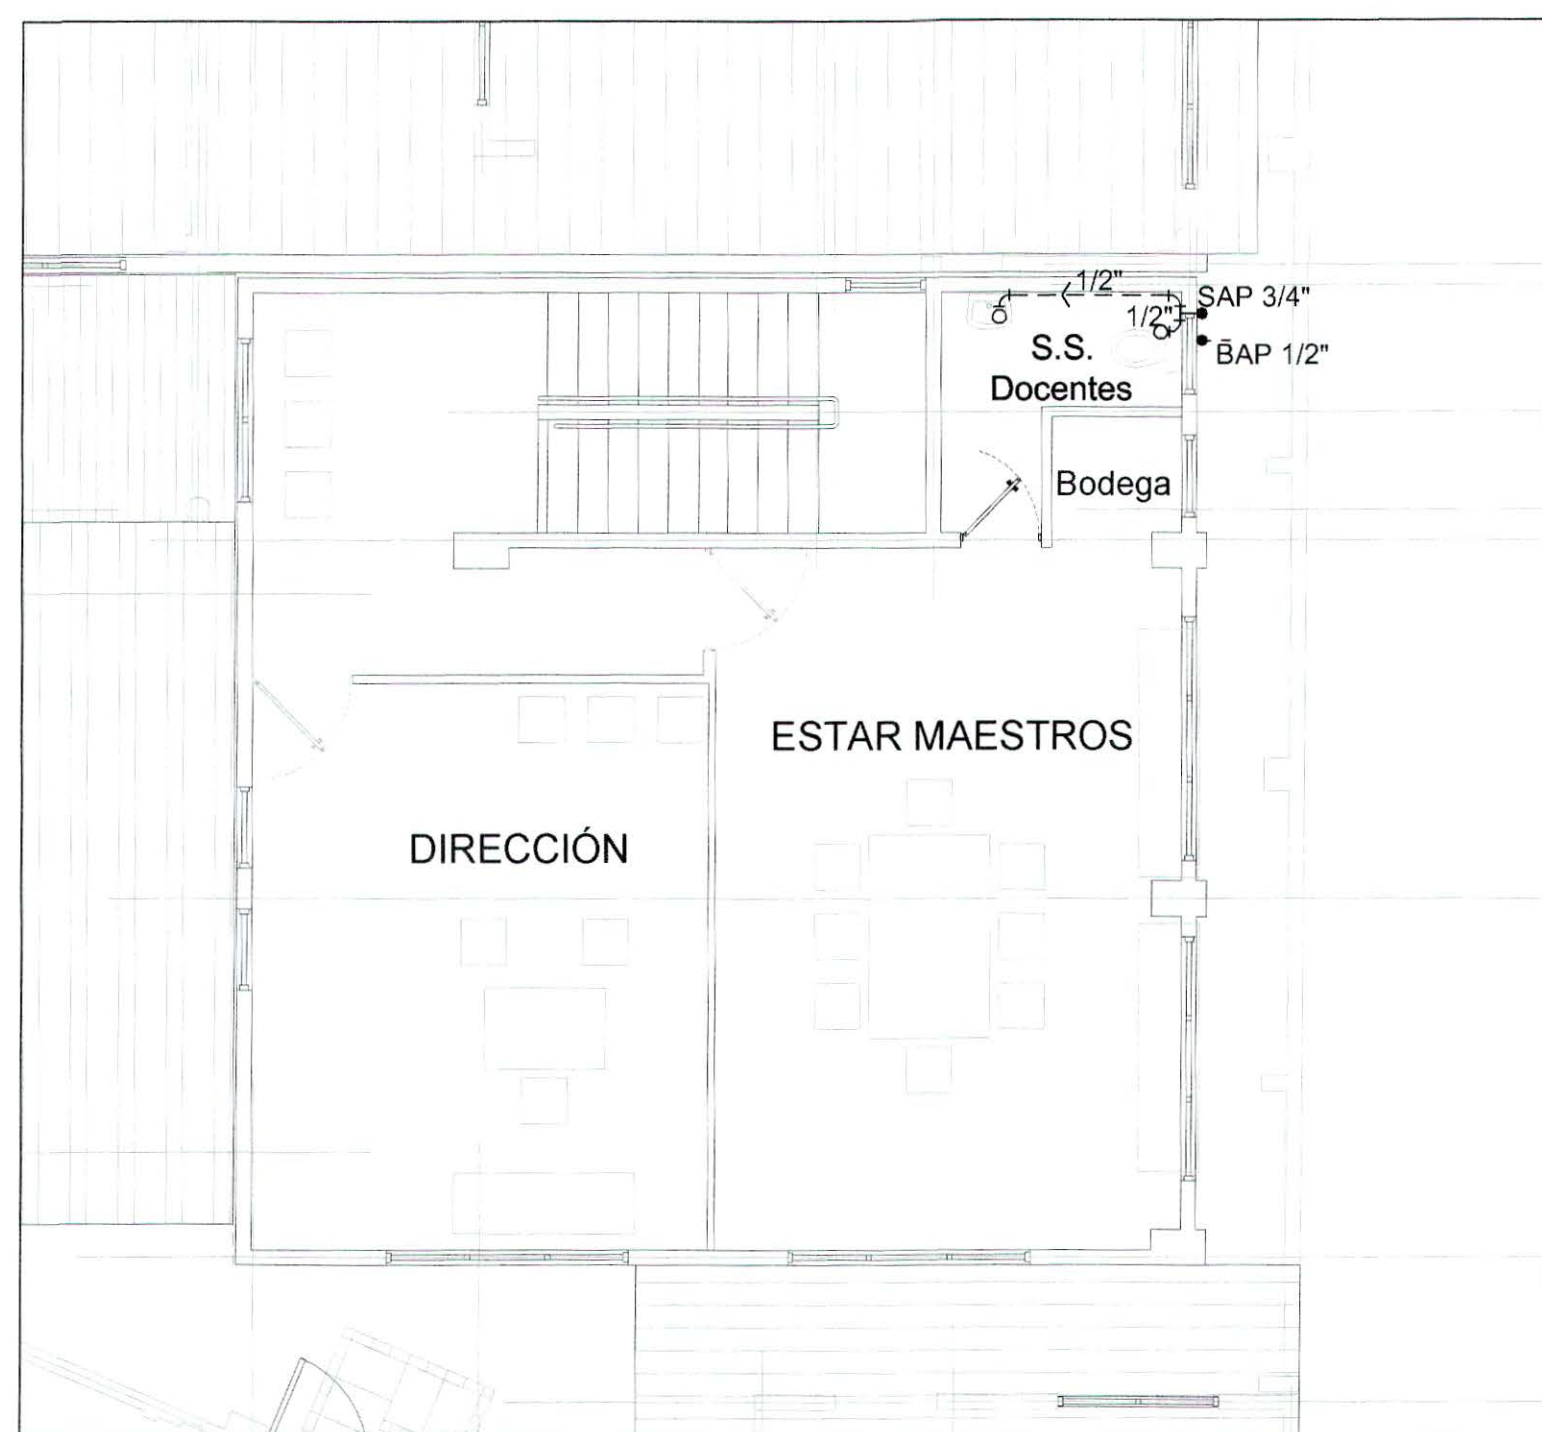 1/2"
SAP 3/4"
1/2"
BAP 1/2"
S.S.
Docentes
Bodega
ESTAR MAESTROS
DIRECCIÓN